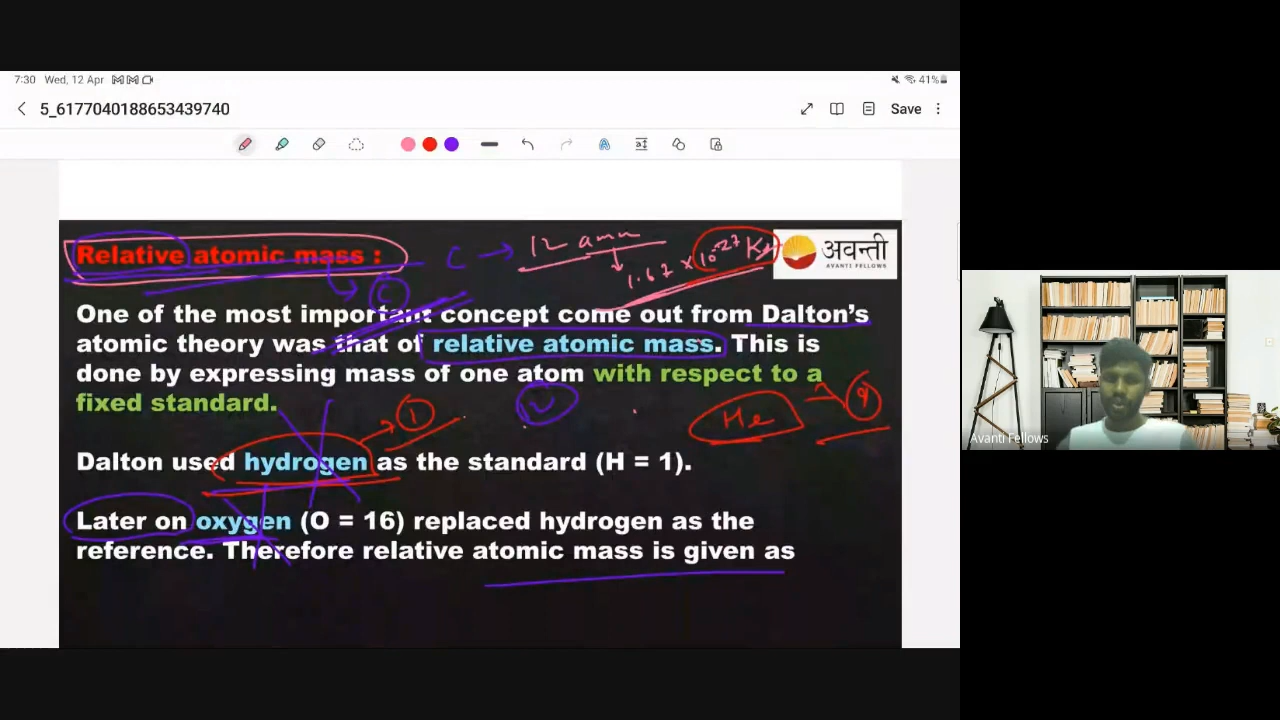 7:30 Wed, 12 Apr
41%
5_6177040188653439740
Save
Relative atomic mass :
C → 12 amu
1.67 × 10⁻²⁷ Kg
अवन्ती
AVANTI FELLOWS
C
One of the most important concept come out from Dalton's
atomic theory was that of relative atomic mass. This is
done by expressing mass of one atom with respect to a
fixed standard.
1
He
Dalton used hydrogen as the standard (H = 1).
Later on oxygen (O = 16) replaced hydrogen as the
reference. Therefore relative atomic mass is given as
Avanti Fellows